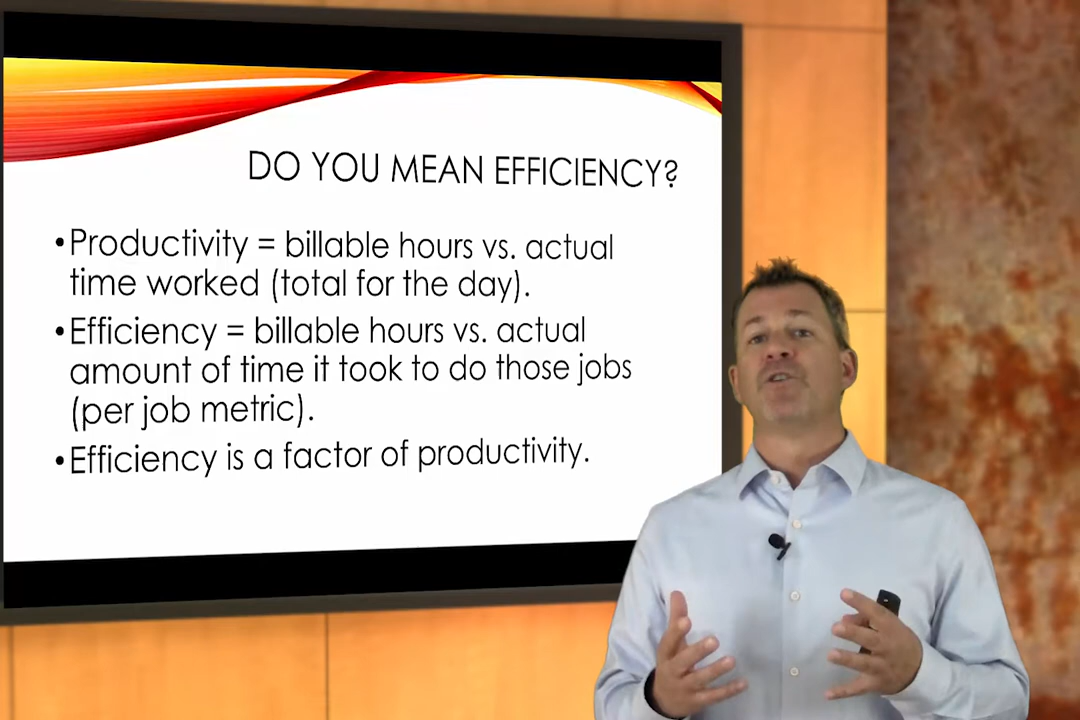 DO YOU MEAN EFFICIENCY?
•Productivity = billable hours vs. actual
time worked (total for the day).
•Efficiency = billable hours vs. actual
amount of time it took to do those jobs
(per job metric).
•Efficiency is a factor of productivity.